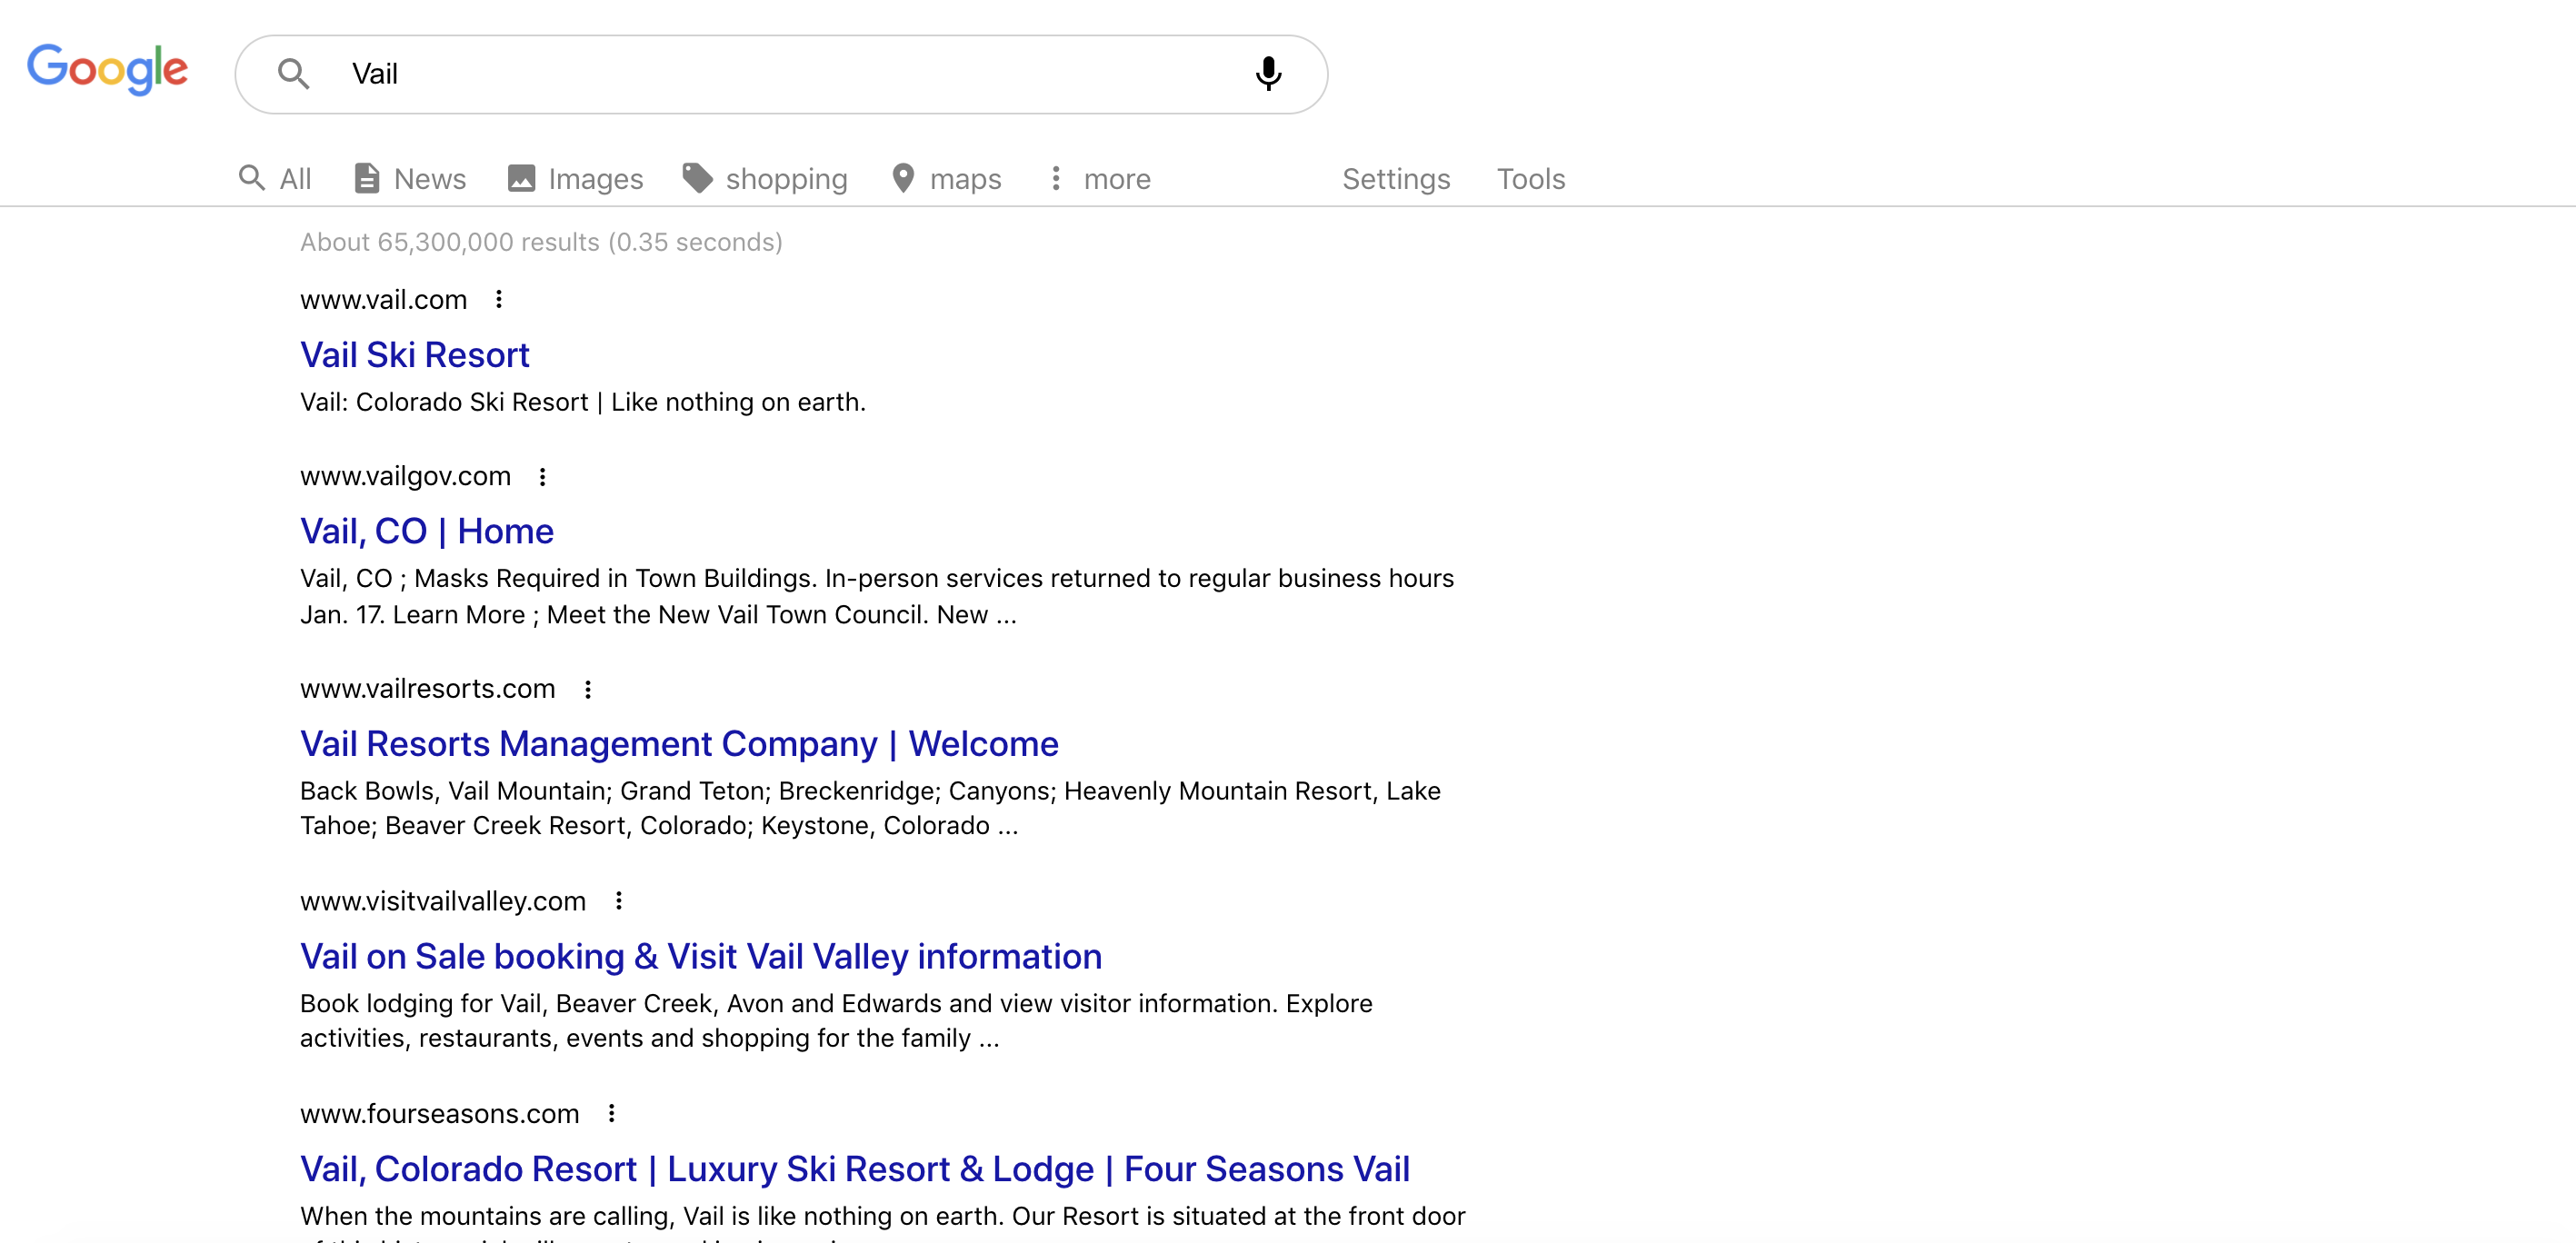 Google
Vail
All News Images shopping maps more Settings Tools
About 65,300,000 results (0.35 seconds)
www.vail.com
Vail Ski Resort
Vail: Colorado Ski Resort | Like nothing on earth.
www.vailgov.com
Vail, CO | Home
Vail, CO ; Masks Required in Town Buildings. In-person services returned to regular business hours
Jan. 17. Learn More ; Meet the New Vail Town Council. New ...
www.vailresorts.com
Vail Resorts Management Company | Welcome
Back Bowls, Vail Mountain; Grand Teton; Breckenridge; Canyons; Heavenly Mountain Resort, Lake
Tahoe; Beaver Creek Resort, Colorado; Keystone, Colorado ...
www.visitvailvalley.com
Vail on Sale booking & Visit Vail Valley information
Book lodging for Vail, Beaver Creek, Avon and Edwards and view visitor information. Explore
activities, restaurants, events and shopping for the family ...
www.fourseasons.com
Vail, Colorado Resort | Luxury Ski Resort & Lodge | Four Seasons Vail
When the mountains are calling, Vail is like nothing on earth. Our Resort is situated at the front door